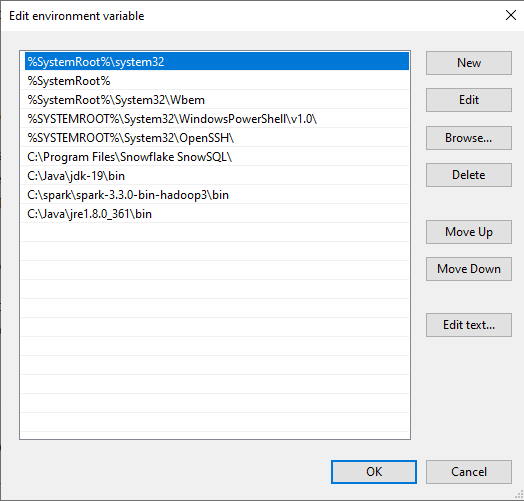 Edit environment variable
%SystemRoot%\system32
%SystemRoot%
%SystemRoot%\System32\Wbem
%SYSTEMROOT%\System32\WindowsPowerShell\v1.0\
%SYSTEMROOT%\System32\OpenSSH\
C:\Program Files\Snowflake SnowSQL\
C:\Java\jdk-19\bin
C:\spark\spark-3.3.0-bin-hadoop3\bin
C:\Java\jre1.8.0_361\bin
New
Edit
Browse...
Delete
Move Up
Move Down
Edit text...
OK
Cancel